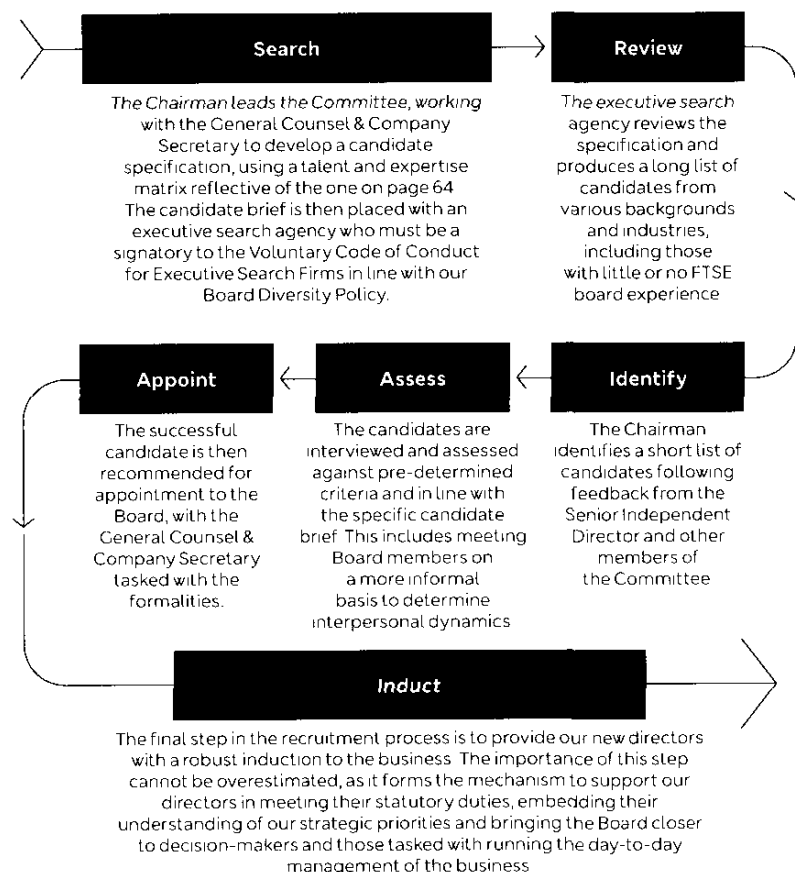 Search
The Chairman leads the Committee, working
with the General Counsel & Company
Secretary to develop a candidate
specification, using a talent and expertise
matrix reflective of the one on page 64
The candidate brief is then placed with an
executive search agency who must be a
signatory to the Voluntary Code of Conduct
for Executive Search Firms in line with our
Board Diversity Policy.
Review
The executive search
agency reviews the
specification and
produces a long list of
candidates from
various backgrounds
and industries,
including those
with little or no FTSE
board experience
Identify
The Chairman
identifies a short list of
candidates following
feedback from the
Senior Independent
Director and other
members of
the Committee
Assess
The candidates are
interviewed and assessed
against pre-determined
criteria and in line with
the specific candidate
brief This includes meeting
Board members on
a more informal
basis to determine
interpersonal dynamics
Appoint
The successful
candidate is then
recommended for
appointment to the
Board, with the
General Counsel &
Company Secretary
tasked with the
formalities.
Induct
The final step in the recruitment process is to provide our new directors
with a robust induction to the business The importance of this step
cannot be overestimated, as it forms the mechanism to support our
directors in meeting their statutory duties, embedding their
understanding of our strategic priorities and bringing the Board closer
to decision-makers and those tasked with running the day-to-day
management of the business